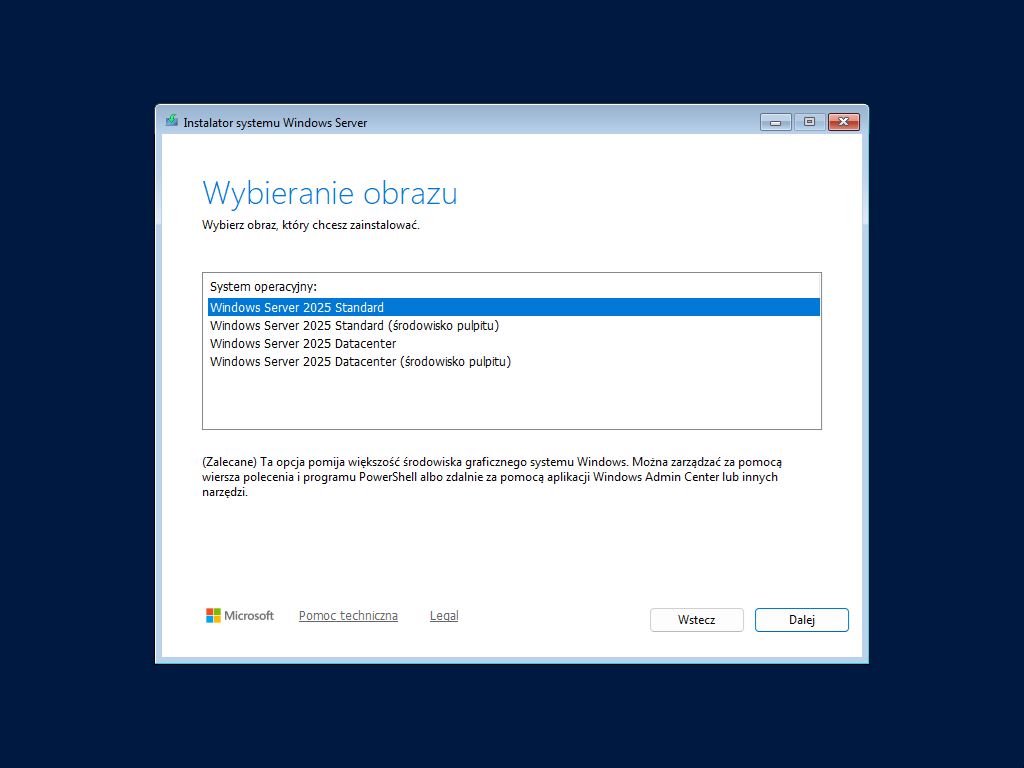 Instalator systemu Windows Server
Wybieranie obrazu
Wybierz obraz, który chcesz zainstalować.
System operacyjny:
Windows Server 2025 Standard
Windows Server 2025 Standard (środowisko pulpitu)
Windows Server 2025 Datacenter
Windows Server 2025 Datacenter (środowisko pulpitu)
(Zalecane) Ta opcja pomija większość środowiska graficznego systemu Windows. Można zarządzać za pomocą
wiersza polecenia i programu PowerShell albo zdalnie za pomocą aplikacji Windows Admin Center lub innych
narzędzi.
Microsoft Pomoc techniczna Legal Wstecz Dalej